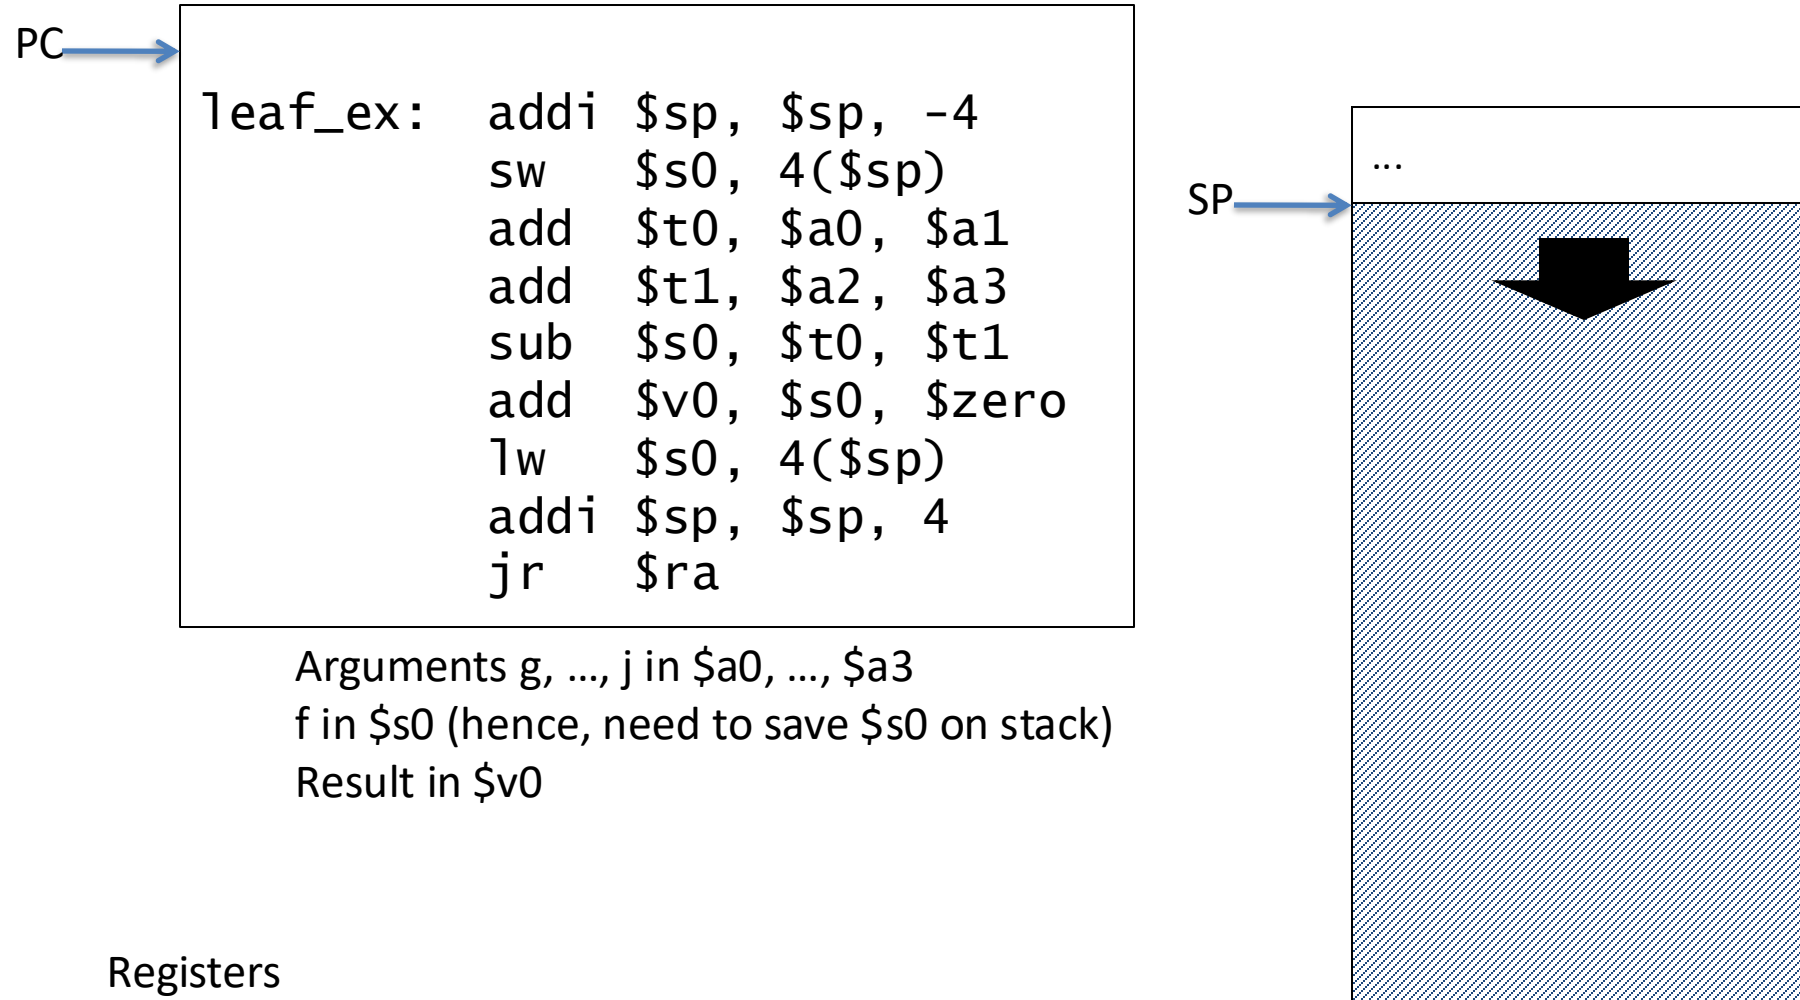 PC
leaf_ex: addi $sp, $sp, -4
sw $s0, 4($sp)
add $t0, $a0, $a1
add $t1, $a2, $a3
sub $s0, $t0, $t1
add $v0, $s0, $zero
lw $s0, 4($sp)
addi $sp, $sp, 4
jr $ra
...
SP
Arguments g, …, j in $a0, …, $a3
f in $s0 (hence, need to save $s0 on stack)
Result in $v0
Registers